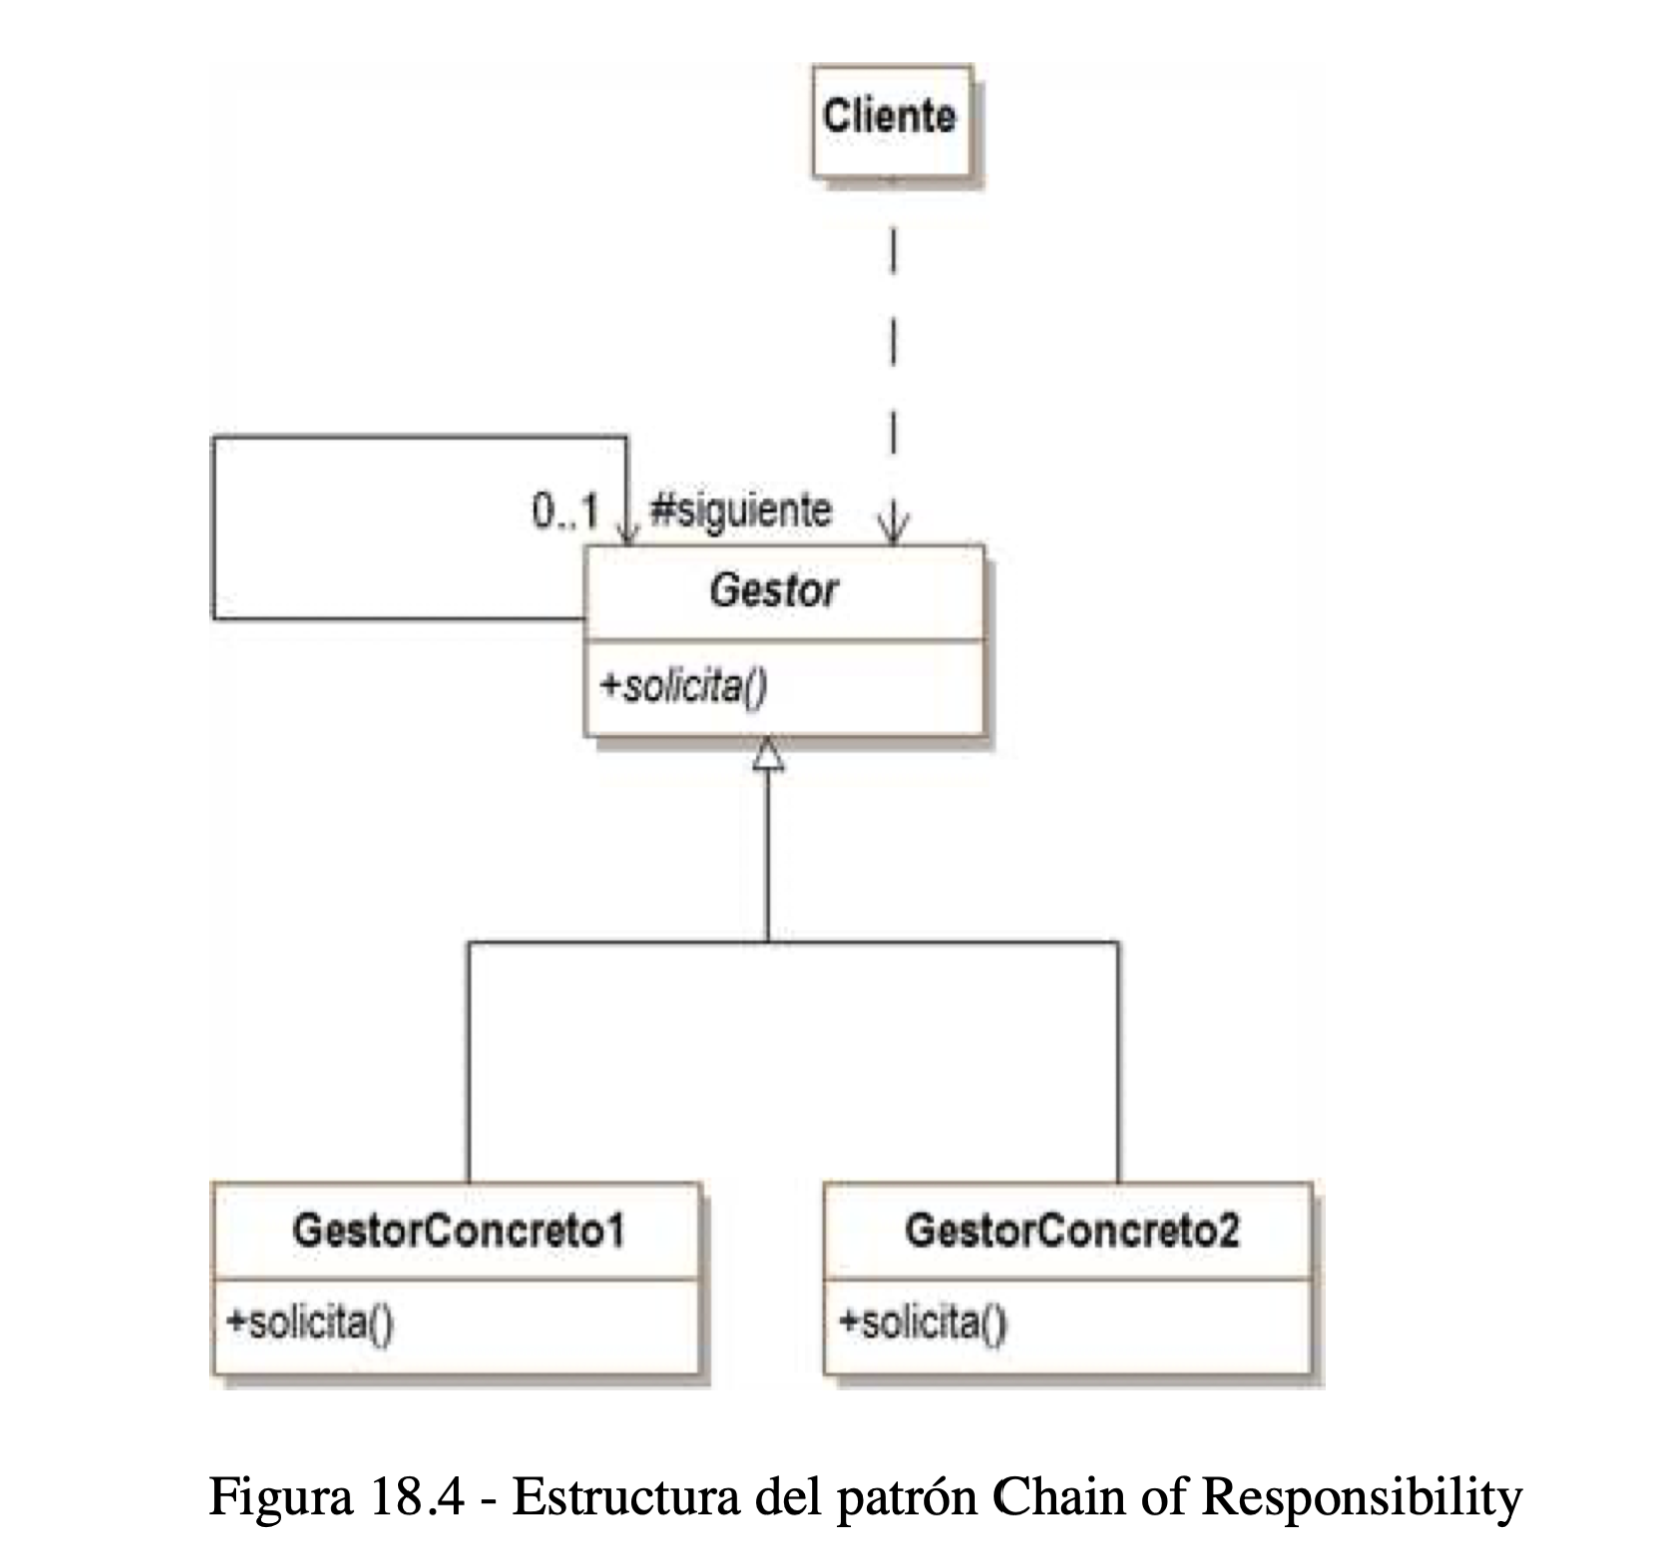 Cliente
0..1 #siguiente
Gestor
+solicita()
GestorConcreto1
+solicita()
GestorConcreto2
+solicita()
Figura 18.4 - Estructura del patrón Chain of Responsibility